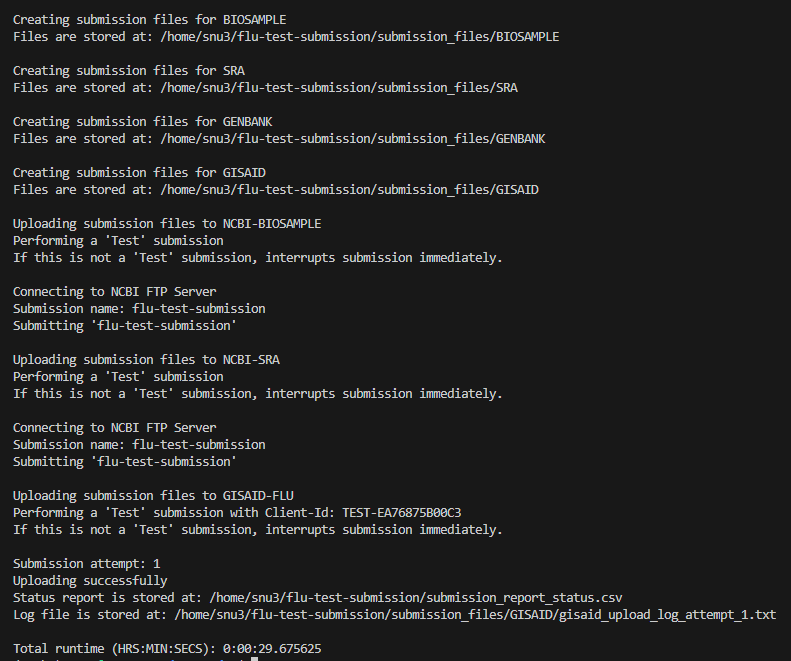 Creating submission files for BIOSAMPLE
Files are stored at: /home/snu3/flu-test-submission/submission_files/BIOSAMPLE
Creating submission files for SRA
Files are stored at: /home/snu3/flu-test-submission/submission_files/SRA
Creating submission files for GENBANK
Files are stored at: /home/snu3/flu-test-submission/submission_files/GENBANK
Creating submission files for GISAID
Files are stored at: /home/snu3/flu-test-submission/submission_files/GISAID
Uploading submission files to NCBI-BIOSAMPLE
Performing a 'Test' submission
If this is not a 'Test' submission, interrupts submission immediately.
Connecting to NCBI FTP Server
Submission name: flu-test-submission
Submitting 'flu-test-submission'
Uploading submission files to NCBI-SRA
Performing a 'Test' submission
If this is not a 'Test' submission, interrupts submission immediately.
Connecting to NCBI FTP Server
Submission name: flu-test-submission
Submitting 'flu-test-submission'
Uploading submission files to GISAID-FLU
Performing a 'Test' submission with Client-Id: TEST-EA76875B00C3
If this is not a 'Test' submission, interrupts submission immediately.
Submission attempt: 1
Uploading successfully
Status report is stored at: /home/snu3/flu-test-submission/submission_report_status.csv
Log file is stored at: /home/snu3/flu-test-submission/submission_files/GISAID/gisaid_upload_log_attempt_1.txt
Total runtime (HRS:MIN:SECS): 0:00:29.675625